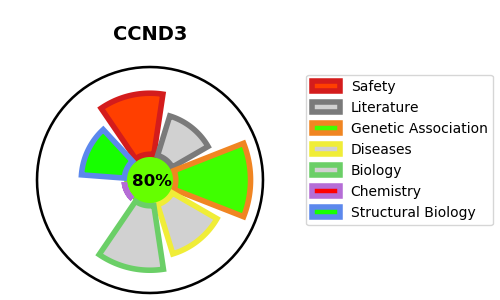 CCND3
80%
Safety
Literature
Genetic Association
Diseases
Biology
Chemistry
Structural Biology